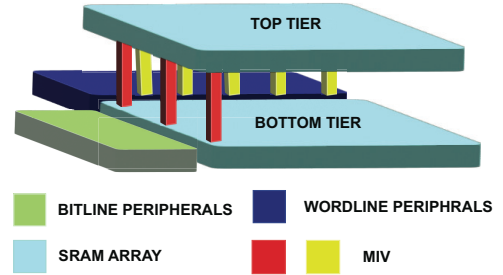 TOP TIER
BOTTOM TIER
BITLINE PERIPHERALS
WORDLINE PERIPHRALS
SRAM ARRAY
MIV